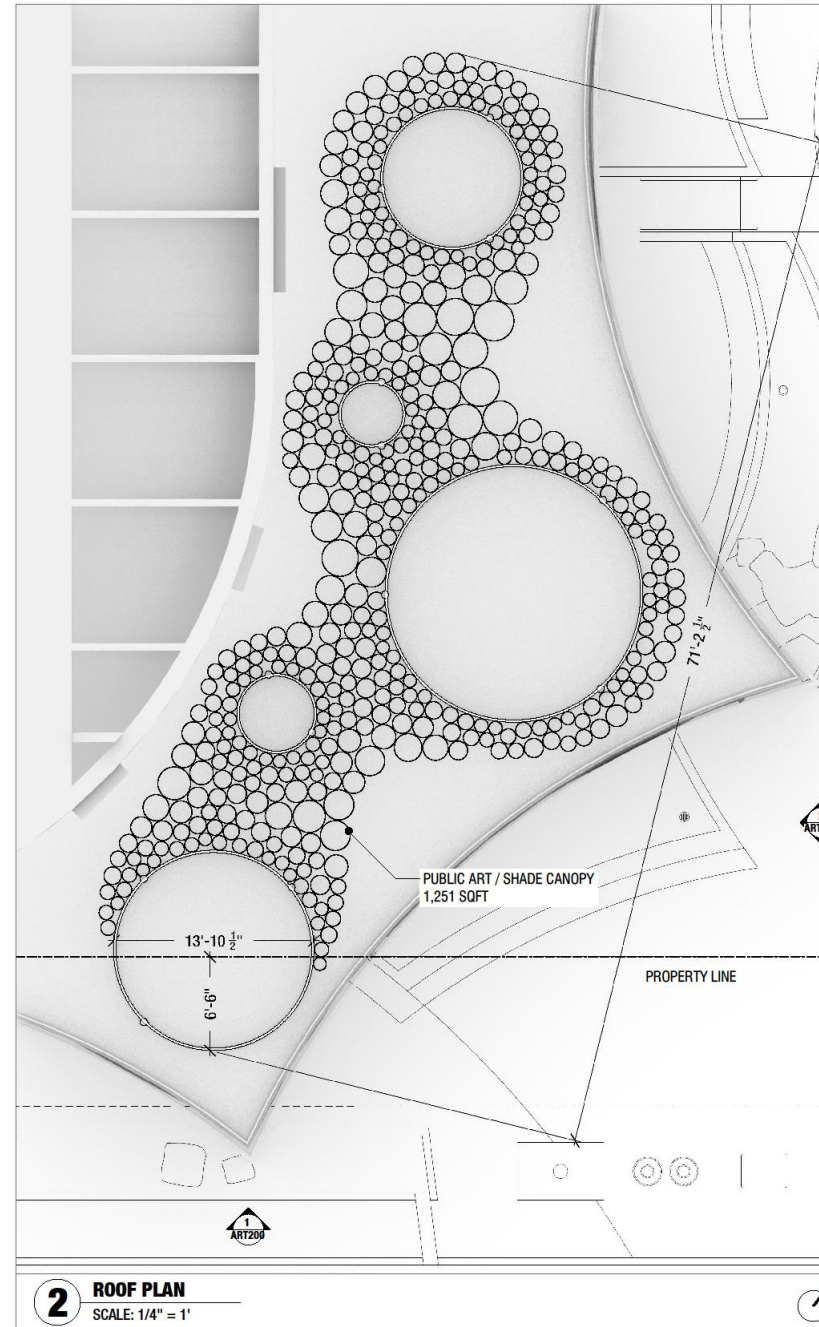 71'-2 1/2"
PUBLIC ART / SHADE CANOPY
1,251 SQFT
13'-10 1/2"
6'-6"
PROPERTY LINE
1
ART200
2
ROOF PLAN
SCALE: 1/4" = 1'